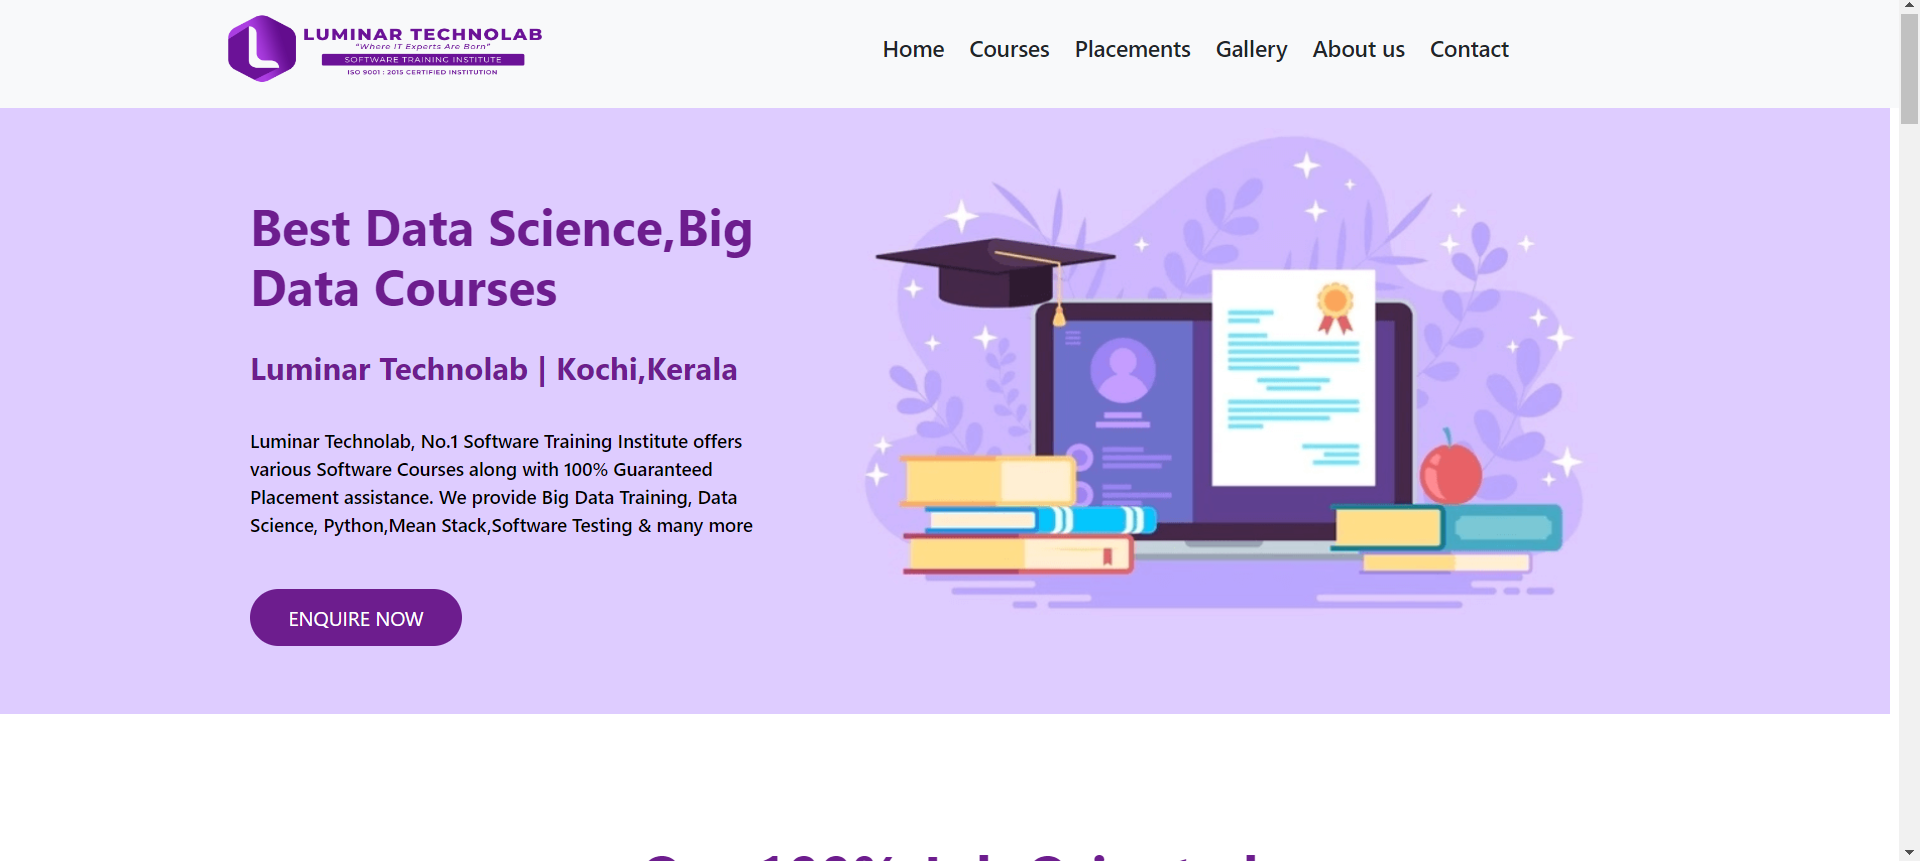 LUMINAR TECHNOLAB
"Where IT Experts Are Born"
SOFTWARE TRAINING INSTITUTE
ISO 9001 : 2015 CERTIFIED INSTITUTION
Home Courses Placements Gallery About us Contact
Best Data Science,Big
Data Courses
Luminar Technolab | Kochi,Kerala
Luminar Technolab, No.1 Software Training Institute offers
various Software Courses along with 100% Guaranteed
Placement assistance. We provide Big Data Training, Data
Science, Python,Mean Stack,Software Testing & many more
ENQUIRE NOW